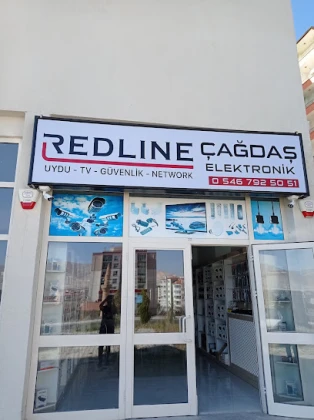 REDLINE
UYDU - TV - GÜVENLİK - NETWORK
ÇAĞDAŞ
ELEKTRONİK
0 546 792 50 51